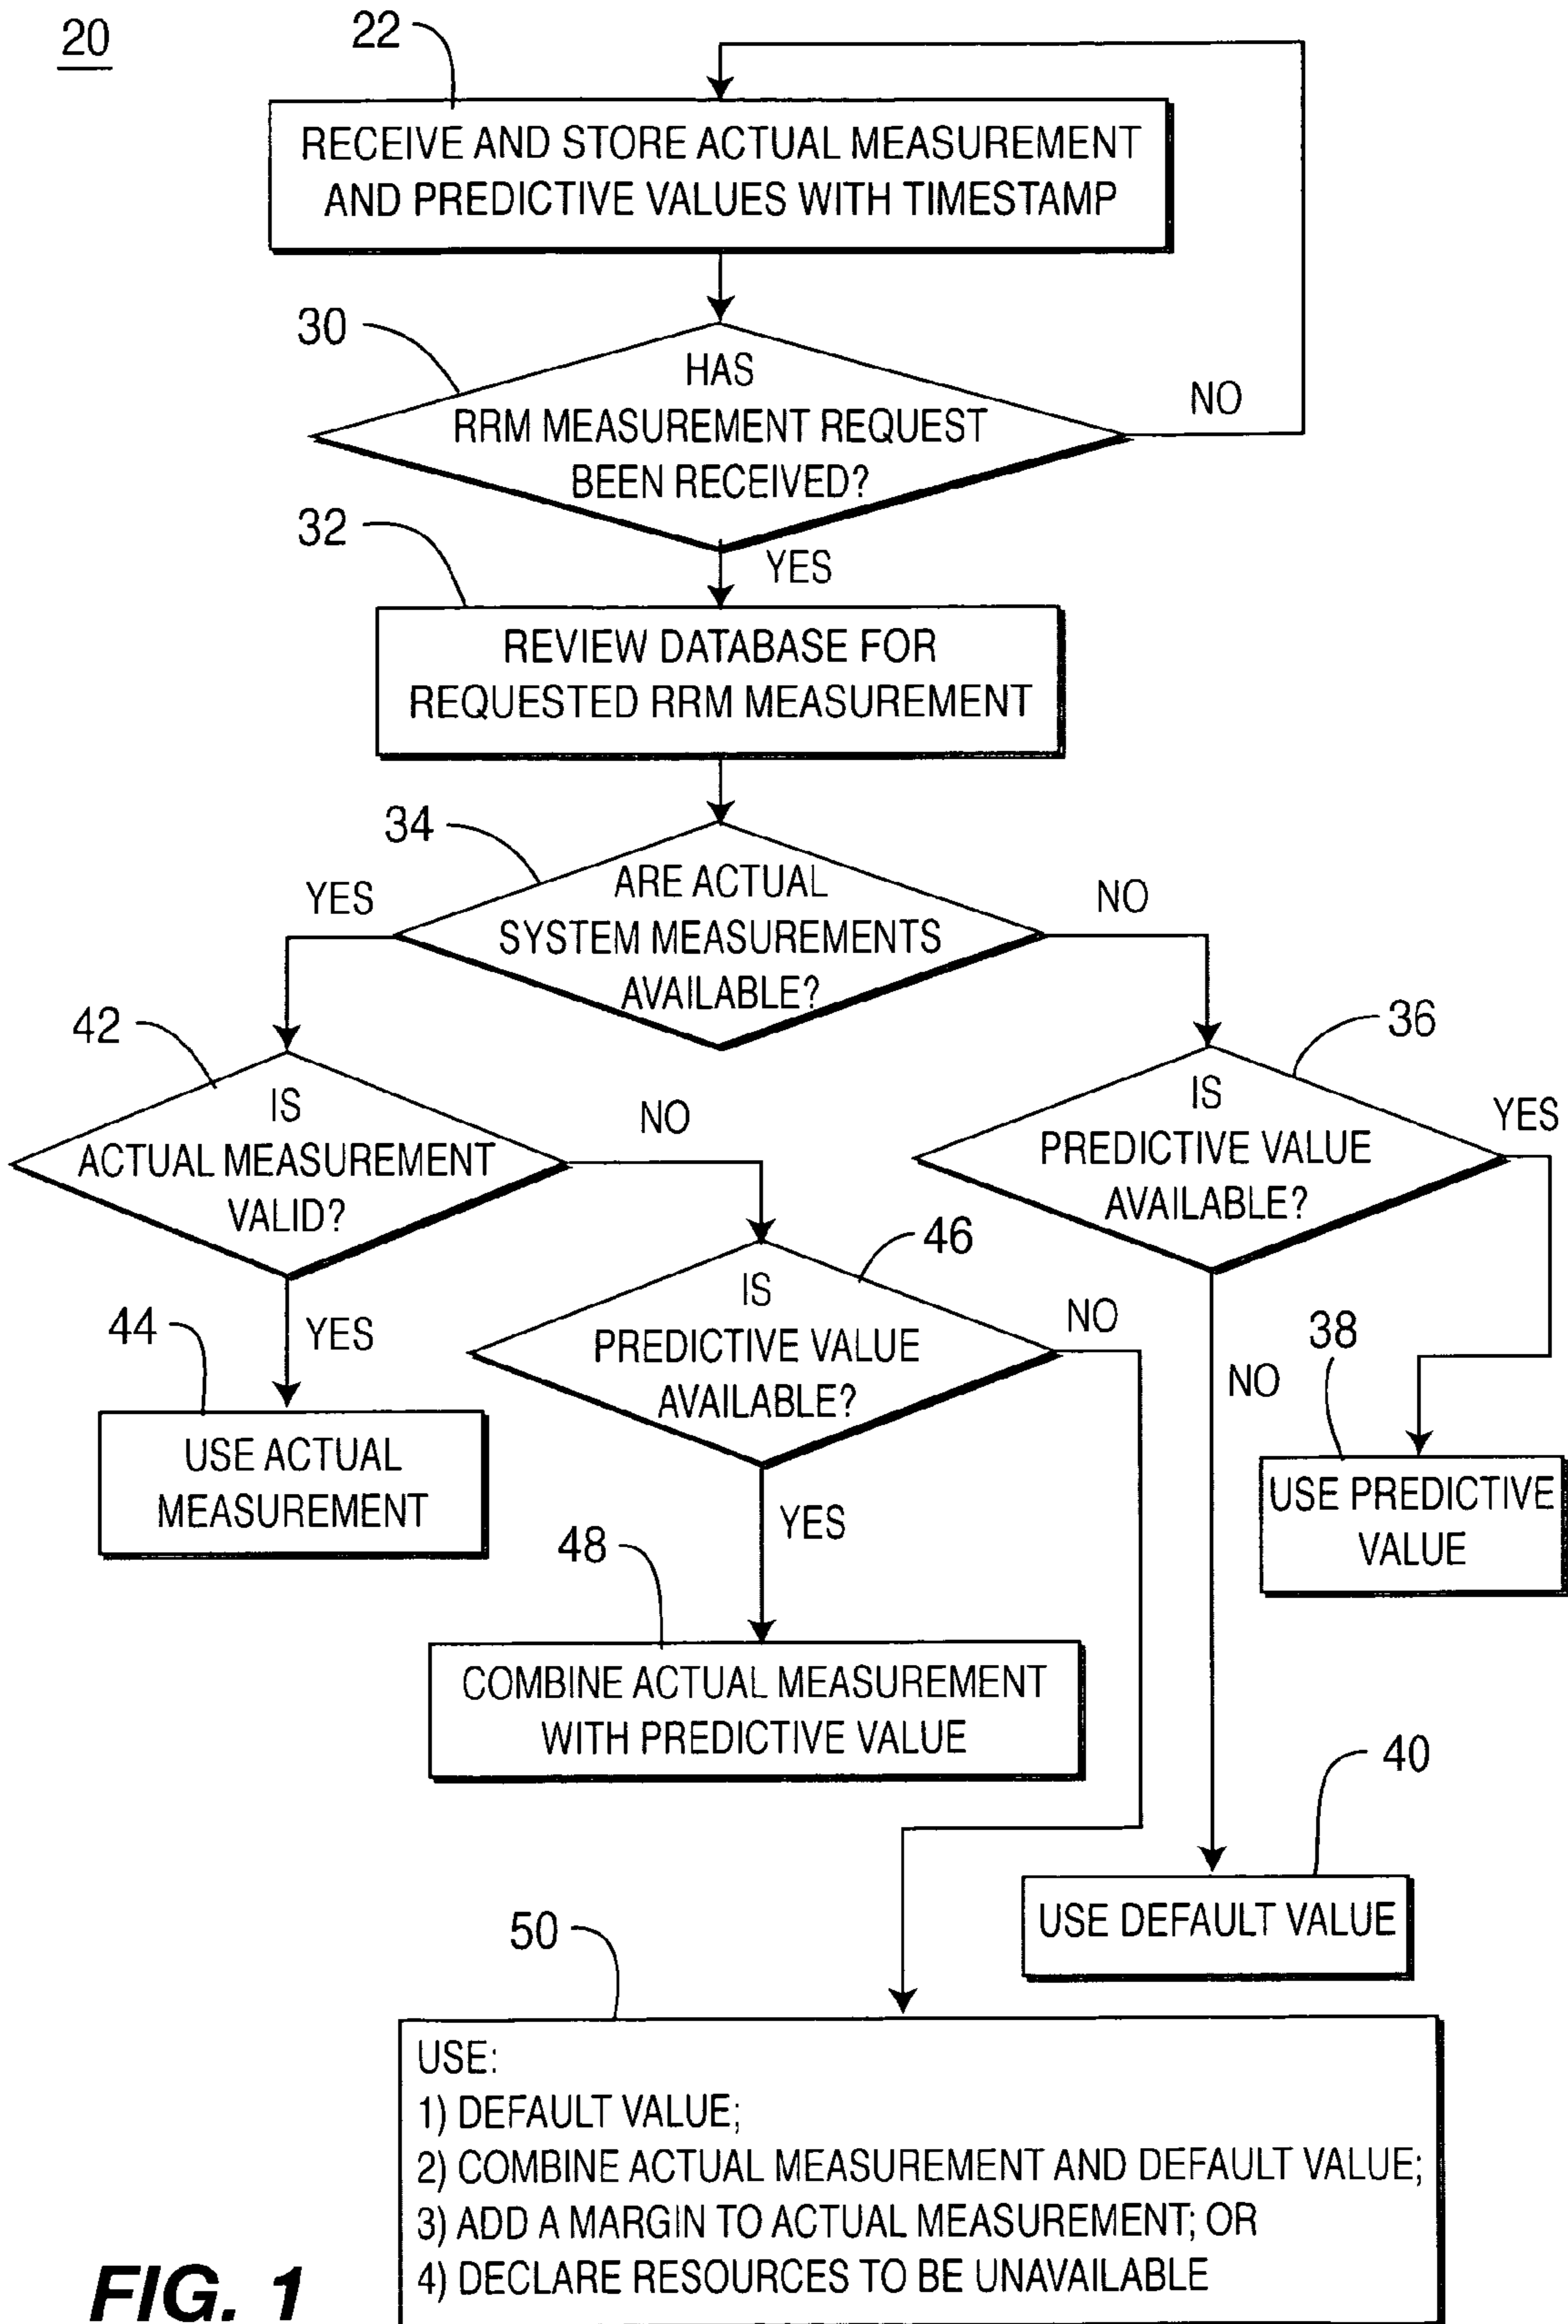 20
22
RECEIVE AND STORE ACTUAL MEASUREMENT
AND PREDICTIVE VALUES WITH TIMESTAMP
30
HAS
RRM MEASUREMENT REQUEST
BEEN RECEIVED?
NO
32
YES
REVIEW DATABASE FOR
REQUESTED RRM MEASUREMENT
34
YES
ARE ACTUAL
SYSTEM MEASUREMENTS
AVAILABLE?
NO
42
IS
ACTUAL MEASUREMENT
VALID?
NO
36
IS
PREDICTIVE VALUE
AVAILABLE?
YES
44
YES
46
IS
PREDICTIVE VALUE
AVAILABLE?
NO
NO
38
USE ACTUAL
MEASUREMENT
USE PREDICTIVE
VALUE
48
YES
COMBINE ACTUAL MEASUREMENT
WITH PREDICTIVE VALUE
40
USE DEFAULT VALUE
50
USE:
1) DEFAULT VALUE;
2) COMBINE ACTUAL MEASUREMENT AND DEFAULT VALUE;
3) ADD A MARGIN TO ACTUAL MEASUREMENT; OR
4) DECLARE RESOURCES TO BE UNAVAILABLE
FIG. 1